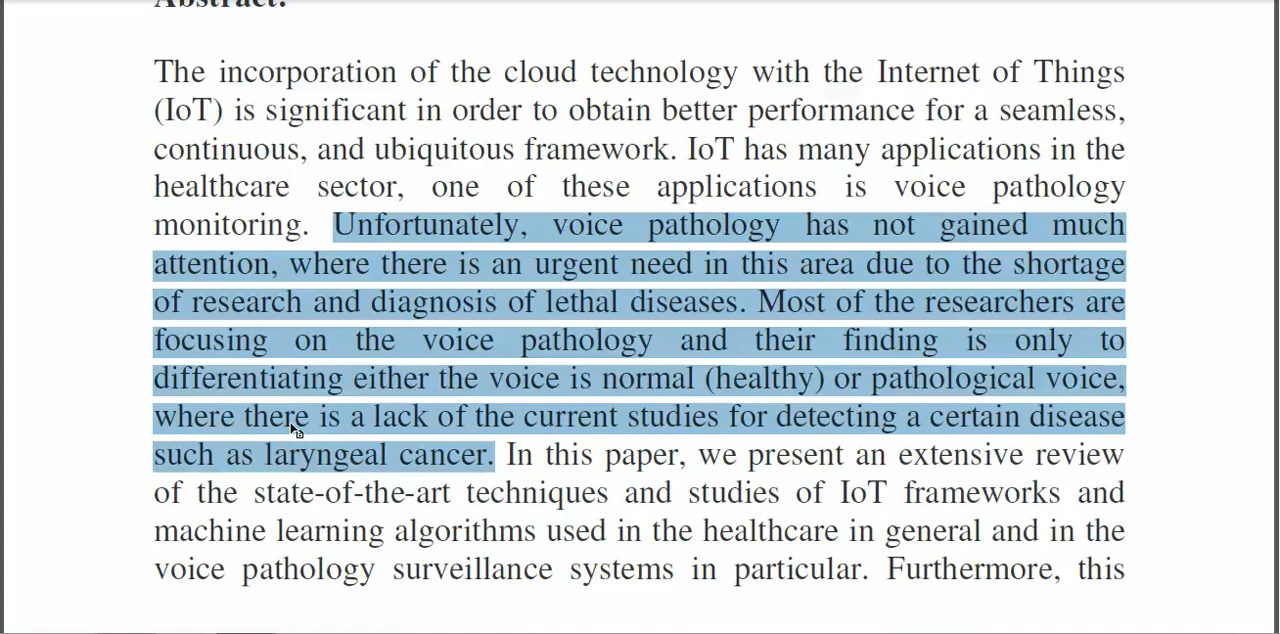 Abstract:
The incorporation of the cloud technology with the Internet of Things
(IoT) is significant in order to obtain better performance for a seamless,
continuous, and ubiquitous framework. IoT has many applications in the
healthcare sector, one of these applications is voice pathology
monitoring. Unfortunately, voice pathology has not gained much
attention, where there is an urgent need in this area due to the shortage
of research and diagnosis of lethal diseases. Most of the researchers are
focusing on the voice pathology and their finding is only to
differentiating either the voice is normal (healthy) or pathological voice,
where there is a lack of the current studies for detecting a certain disease
such as laryngeal cancer. In this paper, we present an extensive review
of the state-of-the-art techniques and studies of IoT frameworks and
machine learning algorithms used in the healthcare in general and in the
voice pathology surveillance systems in particular. Furthermore, this